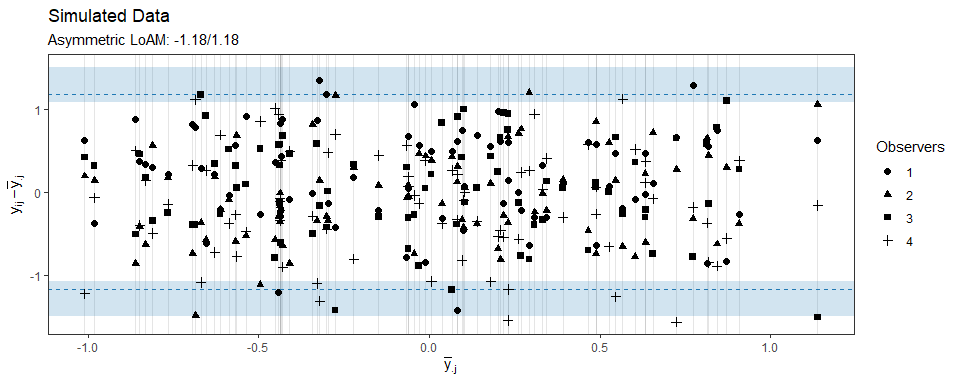 Simulated Data
Asymmetric LoAM: -1.18/1.18
1
0
-1
y̅ij − y̅.j
-1.0 -0.5 0.0 0.5 1.0
y̅.j
Observers
1
2
3
4